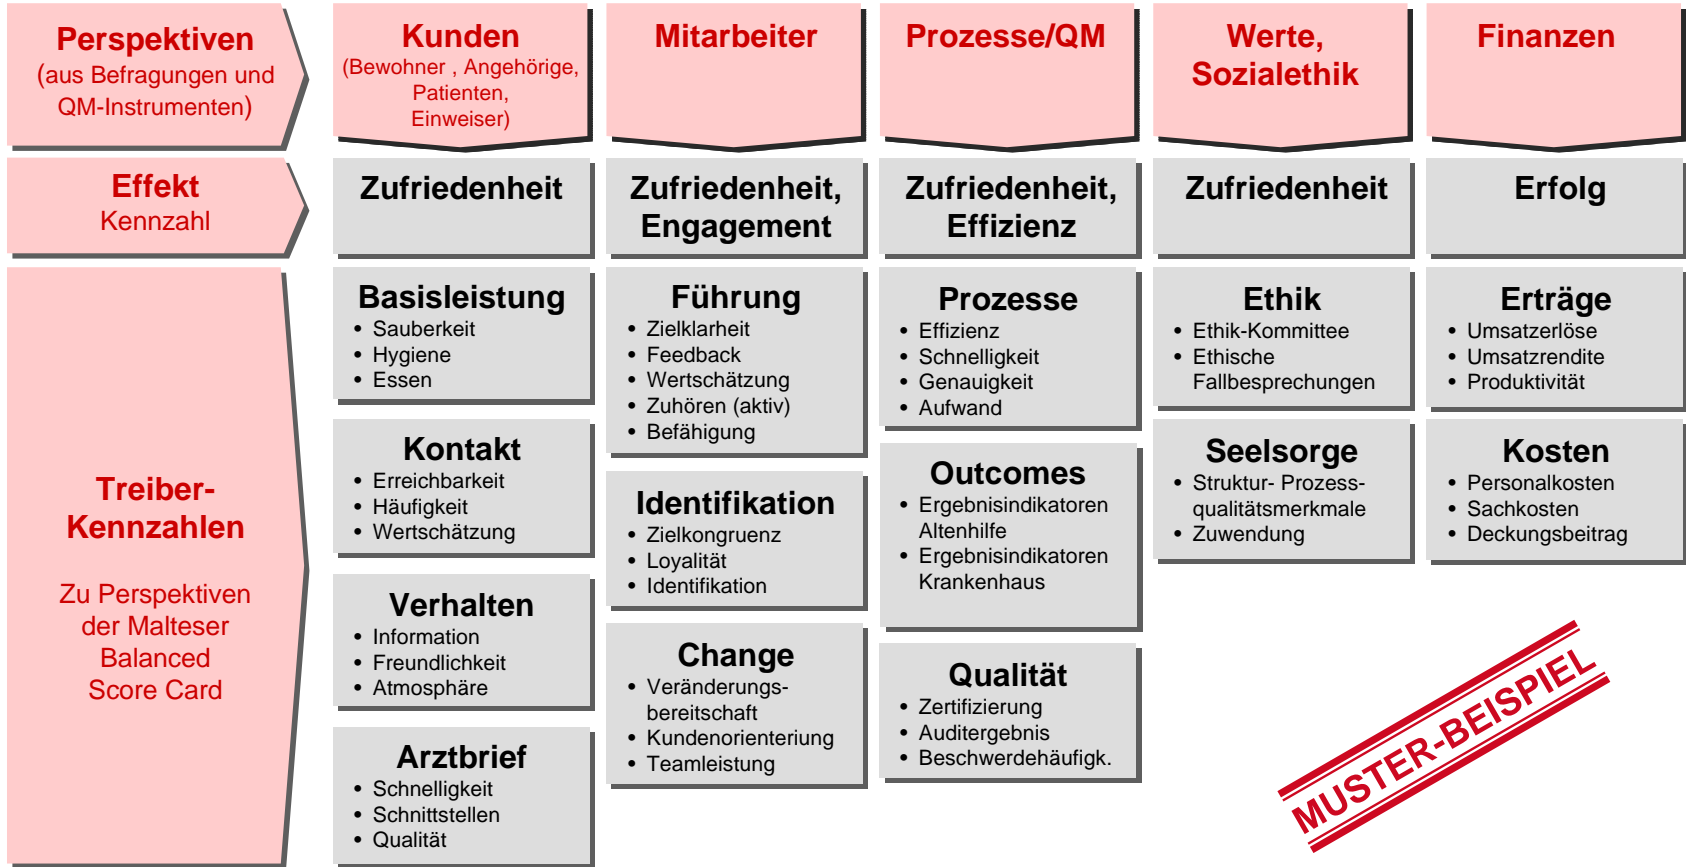 Perspektiven
(aus Befragungen und
QM-Instrumenten)
Kunden
(Bewohner , Angehörige,
Patienten,
Einweiser)
Mitarbeiter
Prozesse/QM
Werte,
Sozialethik
Finanzen
Effekt
Kennzahl
Zufriedenheit
Zufriedenheit,
Engagement
Zufriedenheit,
Effizienz
Zufriedenheit
Erfolg
Treiber-
Kennzahlen
Zu Perspektiven
der Malteser
Balanced
Score Card
Basisleistung
• Sauberkeit
• Hygiene
• Essen
Kontakt
• Erreichbarkeit
• Häufigkeit
• Wertschätzung
Verhalten
• Information
• Freundlichkeit
• Atmosphäre
Arztbrief
• Schnelligkeit
• Schnittstellen
• Qualität
Führung
• Zielklarheit
• Feedback
• Wertschätzung
• Zuhören (aktiv)
• Befähigung
Identifikation
• Zielkongruenz
• Loyalität
• Identifikation
Change
• Veränderungs-
bereitschaft
• Kundenorienteriung
• Teamleistung
Prozesse
• Effizienz
• Schnelligkeit
• Genauigkeit
• Aufwand
Outcomes
• Ergebnisindikatoren
Altenhilfe
• Ergebnisindikatoren
Krankenhaus
Qualität
• Zertifizierung
• Auditergebnis
• Beschwerdehäufigk.
Ethik
• Ethik-Kommittee
• Ethische
Fallbesprechungen
Seelsorge
• Struktur- Prozess-
qualitätsmerkmale
• Zuwendung
Erträge
• Umsatzerlöse
• Umsatzrendite
• Produktivität
Kosten
• Personalkosten
• Sachkosten
• Deckungsbeitrag
MUSTER-BEISPIEL